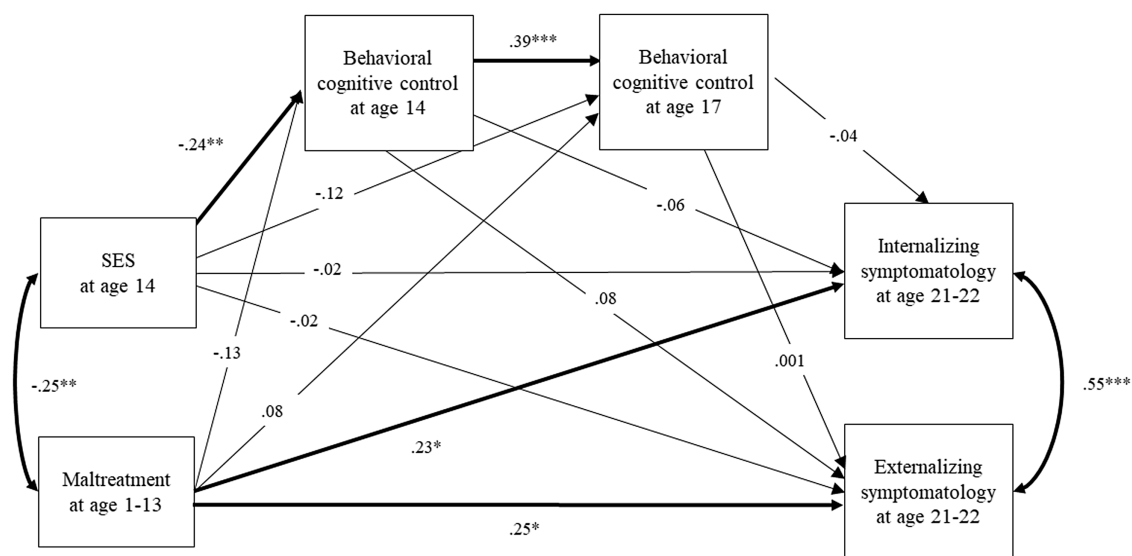 .39***
Behavioral
cognitive control
at age 14
Behavioral
cognitive control
at age 17
-.24**
-.04
-.12
-.06
SES
at age 14
Internalizing
symptomatology
at age 21-22
-.02
.08
-.02
-.13
.001
-.25**
.55***
.08
.23*
Maltreatment
at age 1-13
Externalizing
symptomatology
at age 21-22
.25*